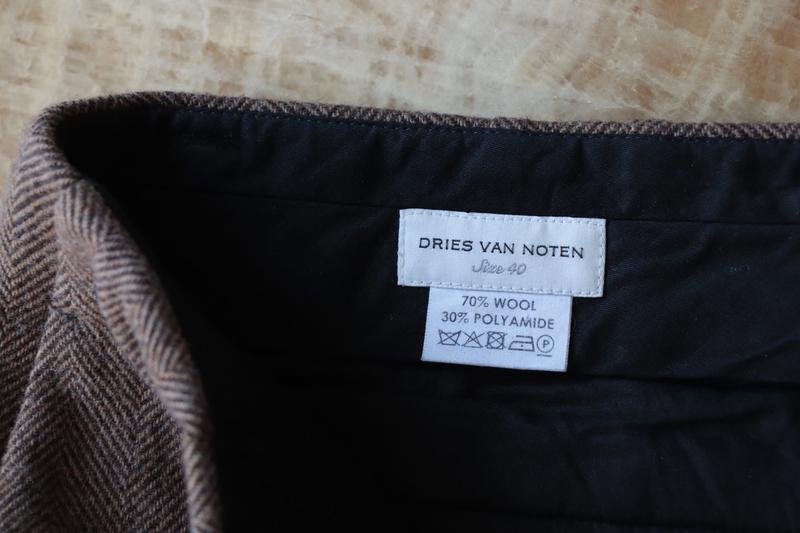 DRIES VAN NOTEN
Size 40
70% WOOL
30% POLYAMIDE
P